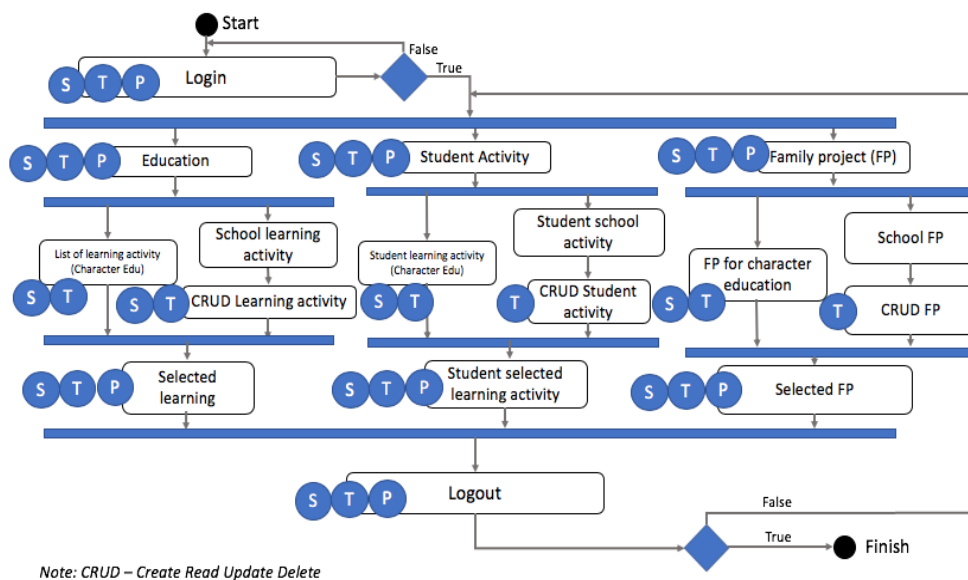 Start
False
True
S T P Login
S T P Education
S T P Student Activity
S T P Family project (FP)
List of learning activity
(Character Edu)
S T
School learning
activity
S T CRUD Learning activity
Student learning activity
(Character Edu)
S T
Student school
activity
T CRUD Student
activity
FP for character
education
S T
School FP
T CRUD FP
S T P Selected
learning
S T P Student selected
learning activity
S T P Selected FP
S T P Logout
False
True
Finish
Note: CRUD – Create Read Update Delete